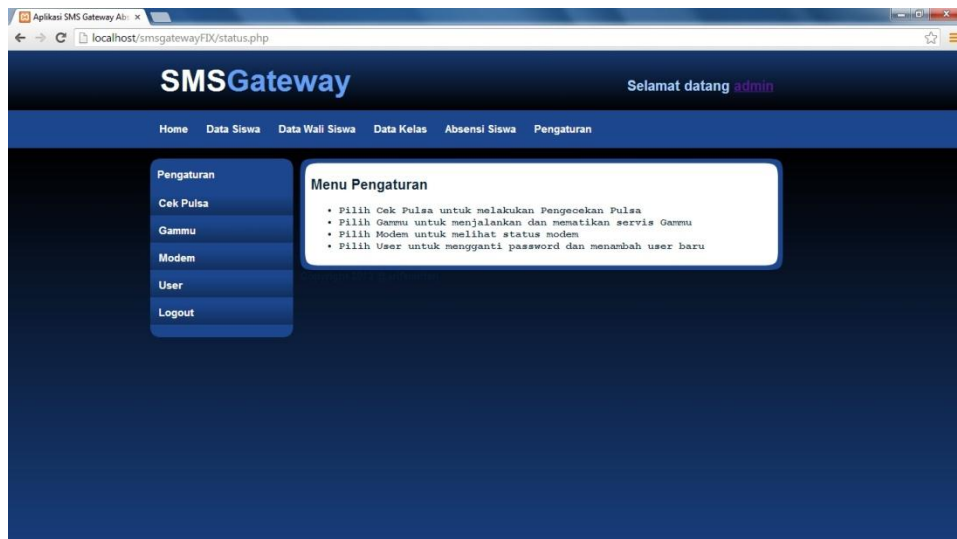 Aplikasi SMS Gateway Abs
localhost/smsgatewayFIX/status.php
SMSGateway
Selamat datang admin
Home Data Siswa Data Wali Siswa Data Kelas Absensi Siswa Pengaturan
Pengaturan
Cek Pulsa
Gammu
Modem
User
Logout
Menu Pengaturan
• Pilih Cek Pulsa untuk melakukan Pengecekan Pulsa
• Pilih Gammu untuk menjalankan dan mematikan servis Gammu
• Pilih Modem untuk melihat status modem
• Pilih User untuk mengganti password dan menambah user baru